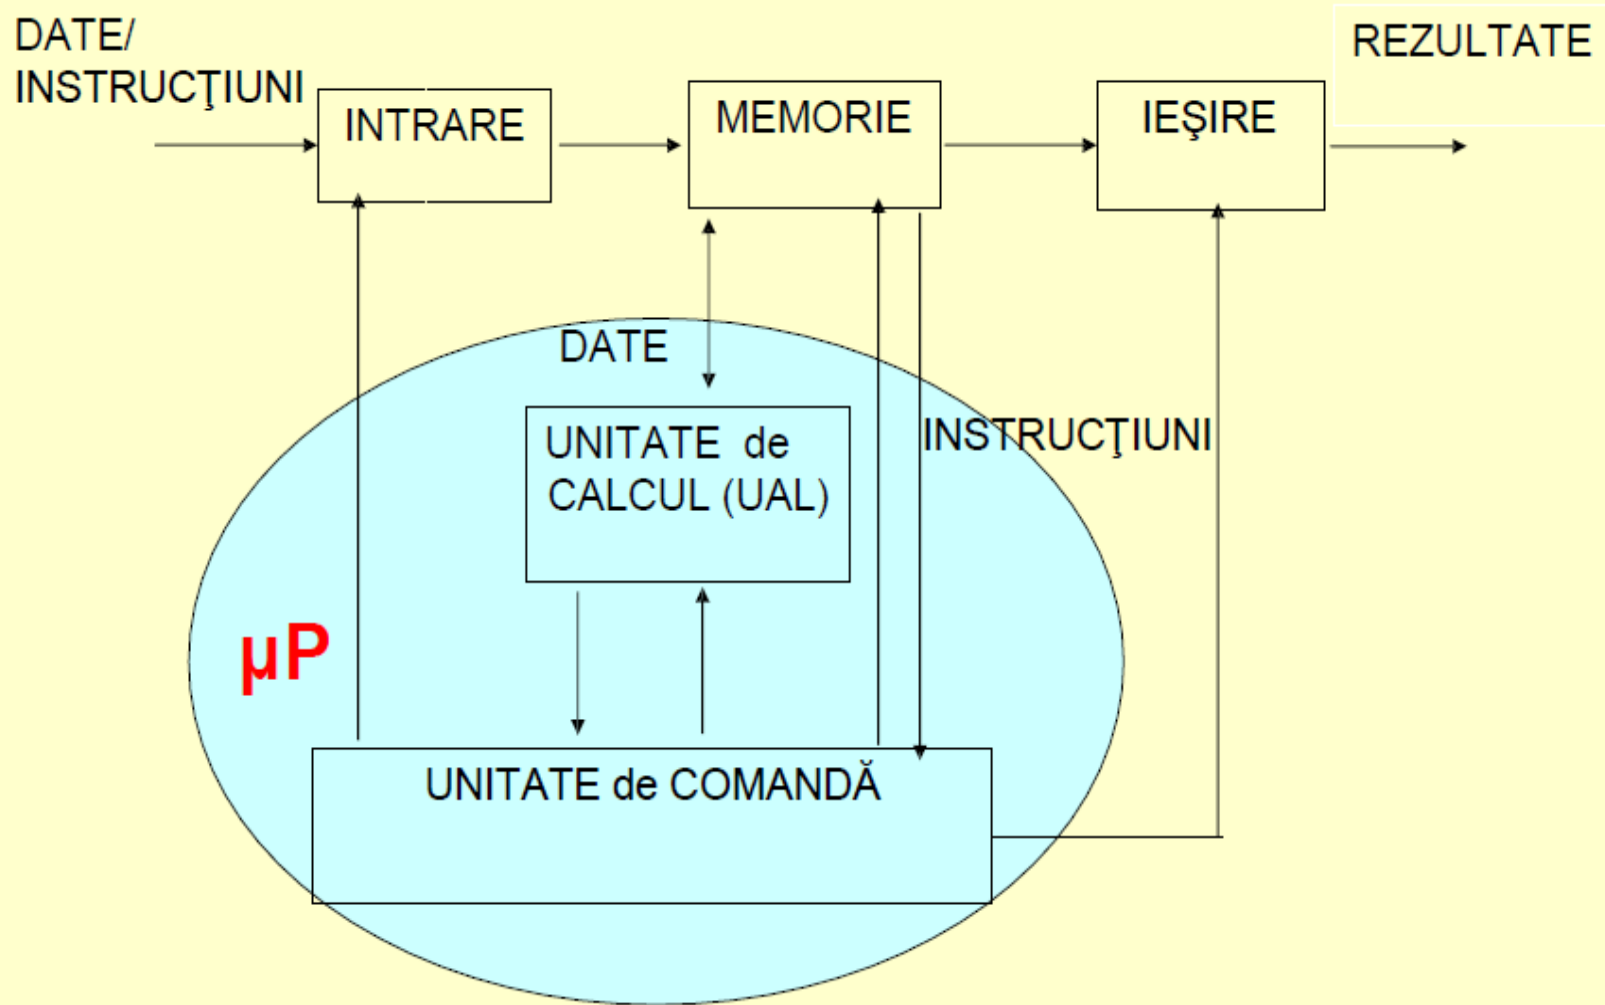 DATE/
INSTRUCŢIUNI
REZULTATE
INTRARE
MEMORIE
IEŞIRE
DATE
UNITATE de
CALCUL (UAL)
INSTRUCŢIUNI
µP
UNITATE de COMANDĂ